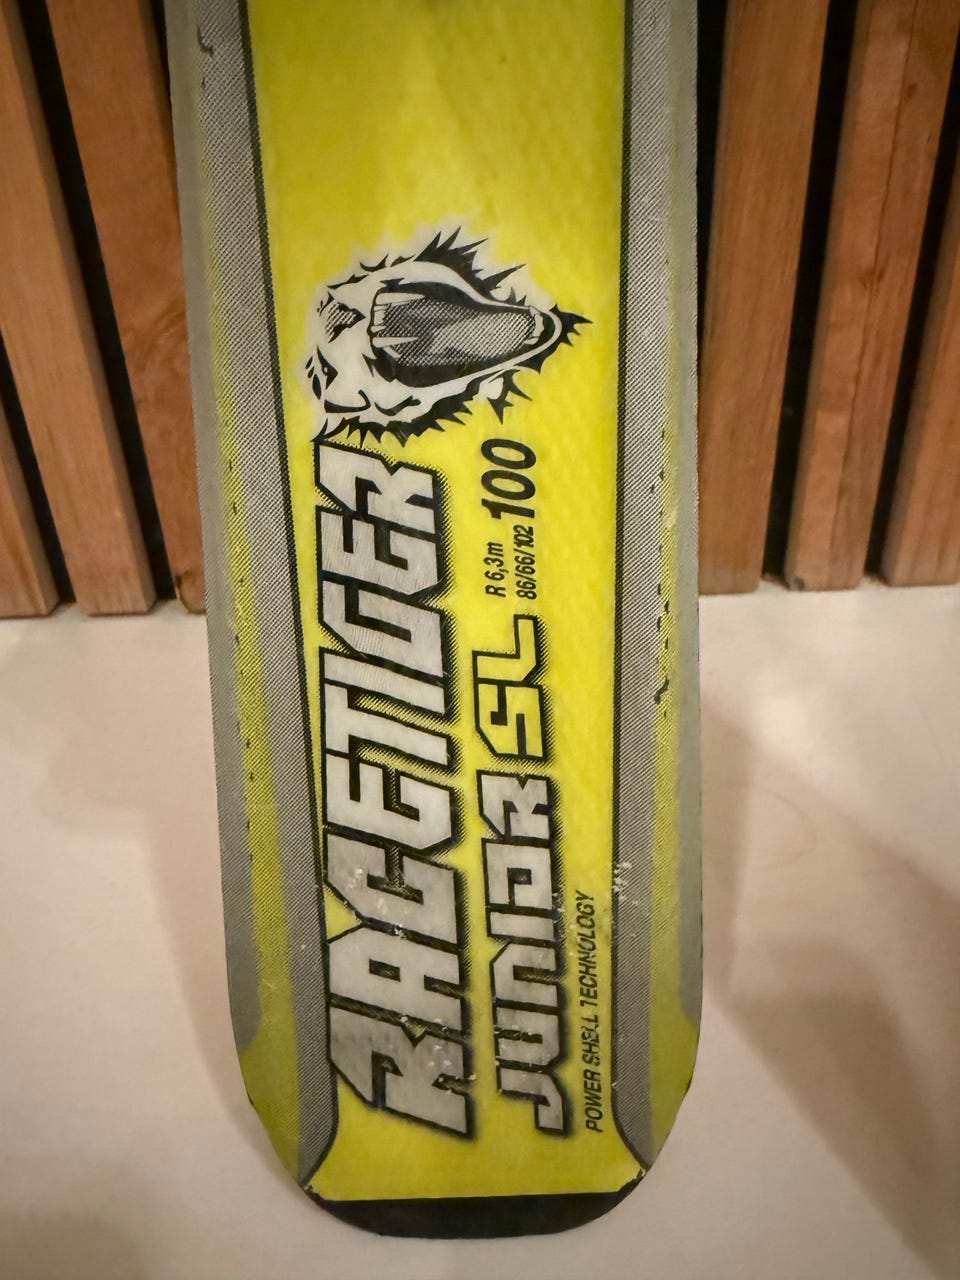 RACETIGER
JUNIOR SL
R 6,3m
86/66/102
100
POWER SHELL TECHNOLOGY